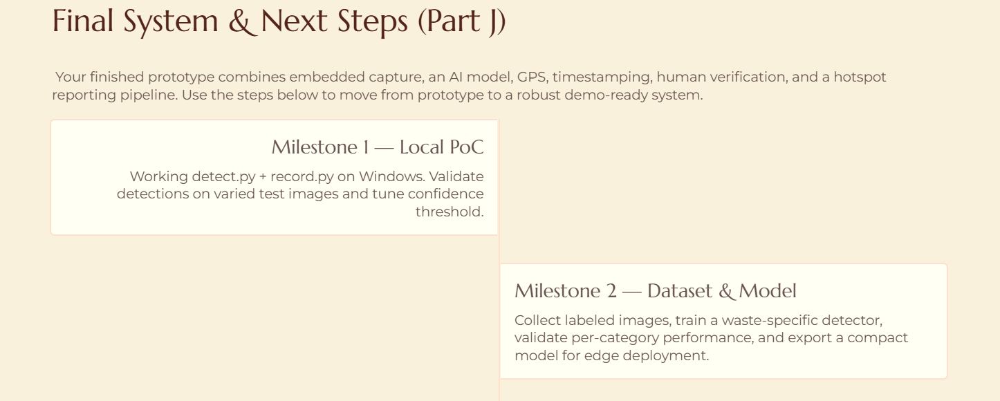 Final System & Next Steps (Part J)
Your finished prototype combines embedded capture, an AI model, GPS, timestamping, human verification, and a hotspot
reporting pipeline. Use the steps below to move from prototype to a robust demo-ready system.
Milestone 1 — Local PoC
Working detect.py + record.py on Windows. Validate
detections on varied test images and tune confidence
threshold.
Milestone 2 — Dataset & Model
Collect labeled images, train a waste-specific detector,
validate per-category performance, and export a compact
model for edge deployment.